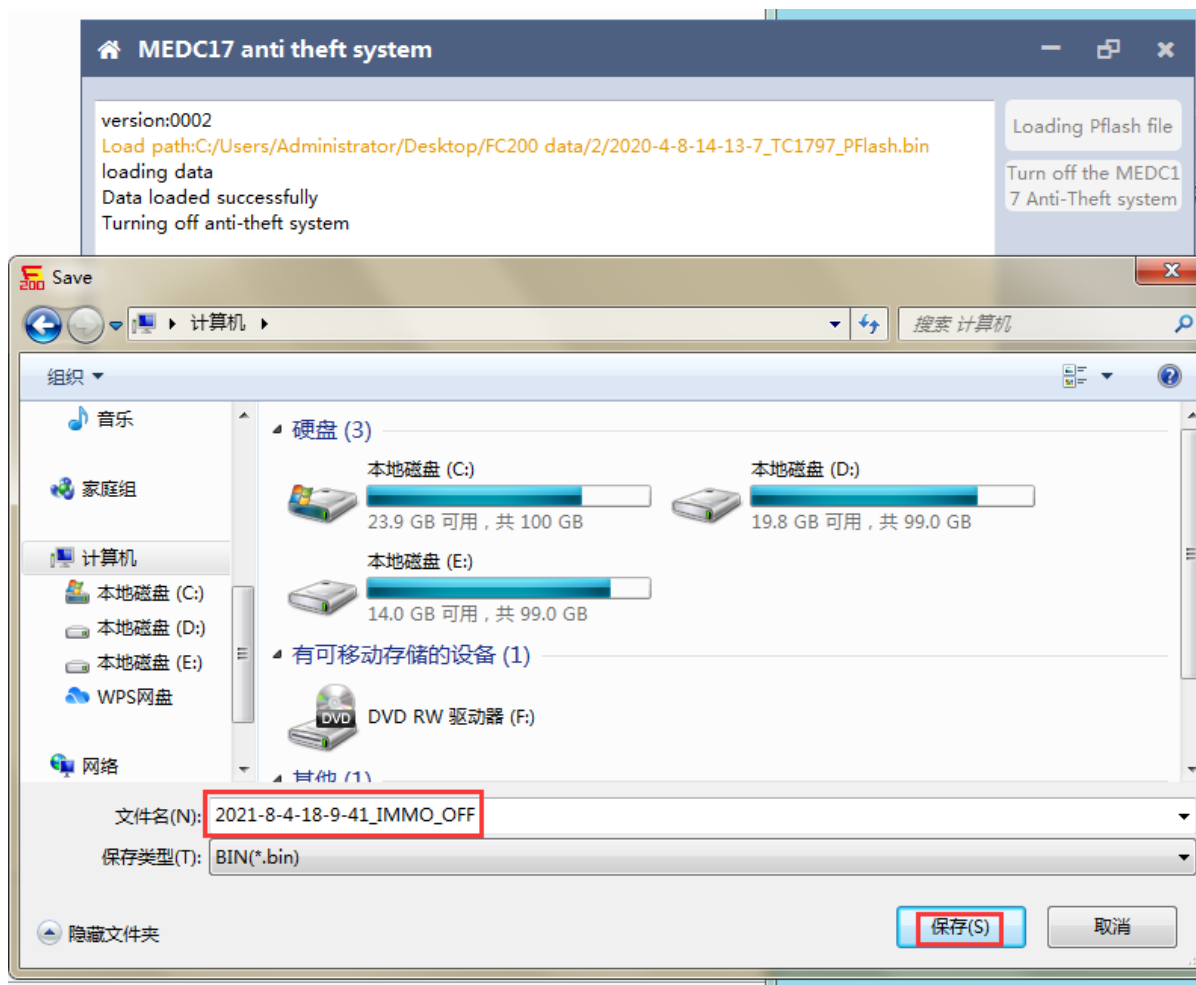 MEDC17 anti theft system
version:0002
Load path:C:/Users/Administrator/Desktop/FC200 data/2/2020-4-8-14-13-7_TC1797_PFlash.bin
loading data
Data loaded successfully
Turning off anti-theft system
Loading Pflash file
Turn off the MEDC1
7 Anti-Theft system
F
200
Save
计算机
搜索 计算机
组织
音乐
家庭组
计算机
本地磁盘 (C:)
本地磁盘 (D:)
本地磁盘 (E:)
WPS网盘
网络
硬盘 (3)
本地磁盘 (C:)
23.9 GB 可用，共 100 GB
本地磁盘 (D:)
19.8 GB 可用，共 99.0 GB
本地磁盘 (E:)
14.0 GB 可用，共 99.0 GB
有可移动存储的设备 (1)
DVD
DVD RW 驱动器 (F:)
其他 (1)
文件名(N): 2021-8-4-18-9-41_IMMO_OFF
保存类型(T): BIN(*.bin)
隐藏文件夹
保存(S)
取消